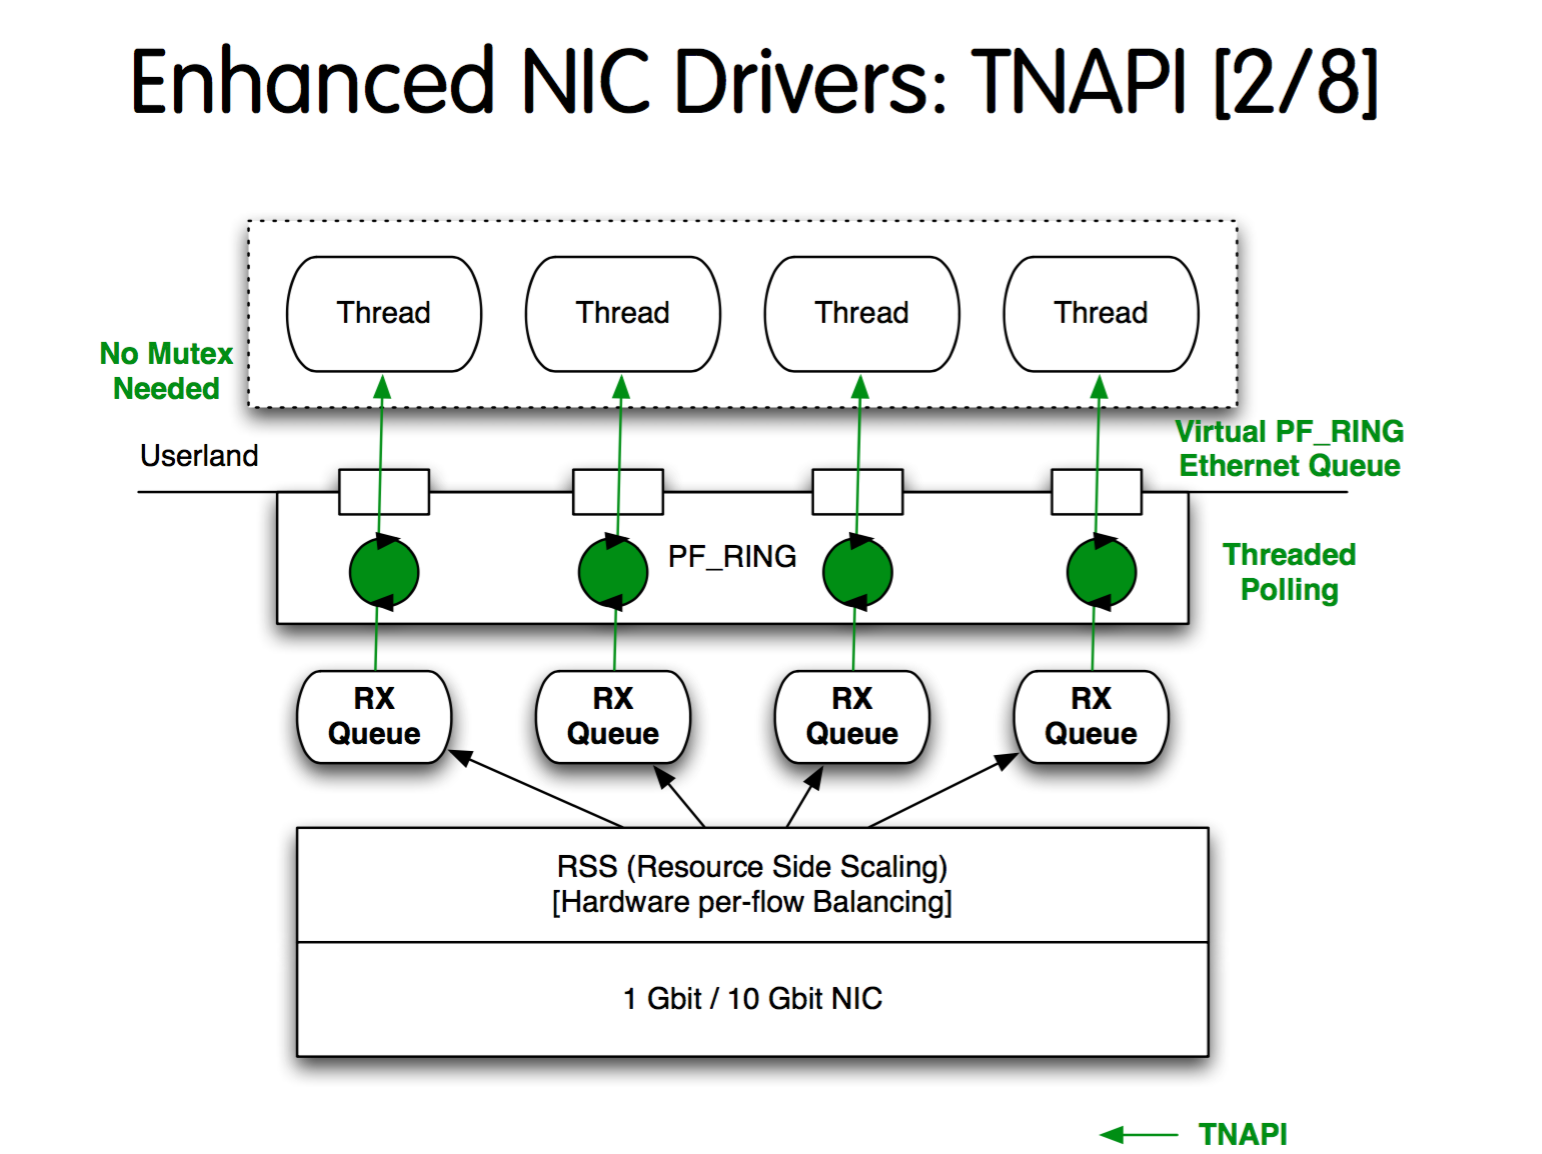 Enhanced NIC Drivers: TNAPI [2/8]
Thread Thread Thread Thread
No Mutex
Needed
Userland
Virtual PF_RING
Ethernet Queue
PF_RING
Threaded
Polling
RX
Queue
RX
Queue
RX
Queue
RX
Queue
RSS (Resource Side Scaling)
[Hardware per-flow Balancing]
1 Gbit / 10 Gbit NIC
TNAPI